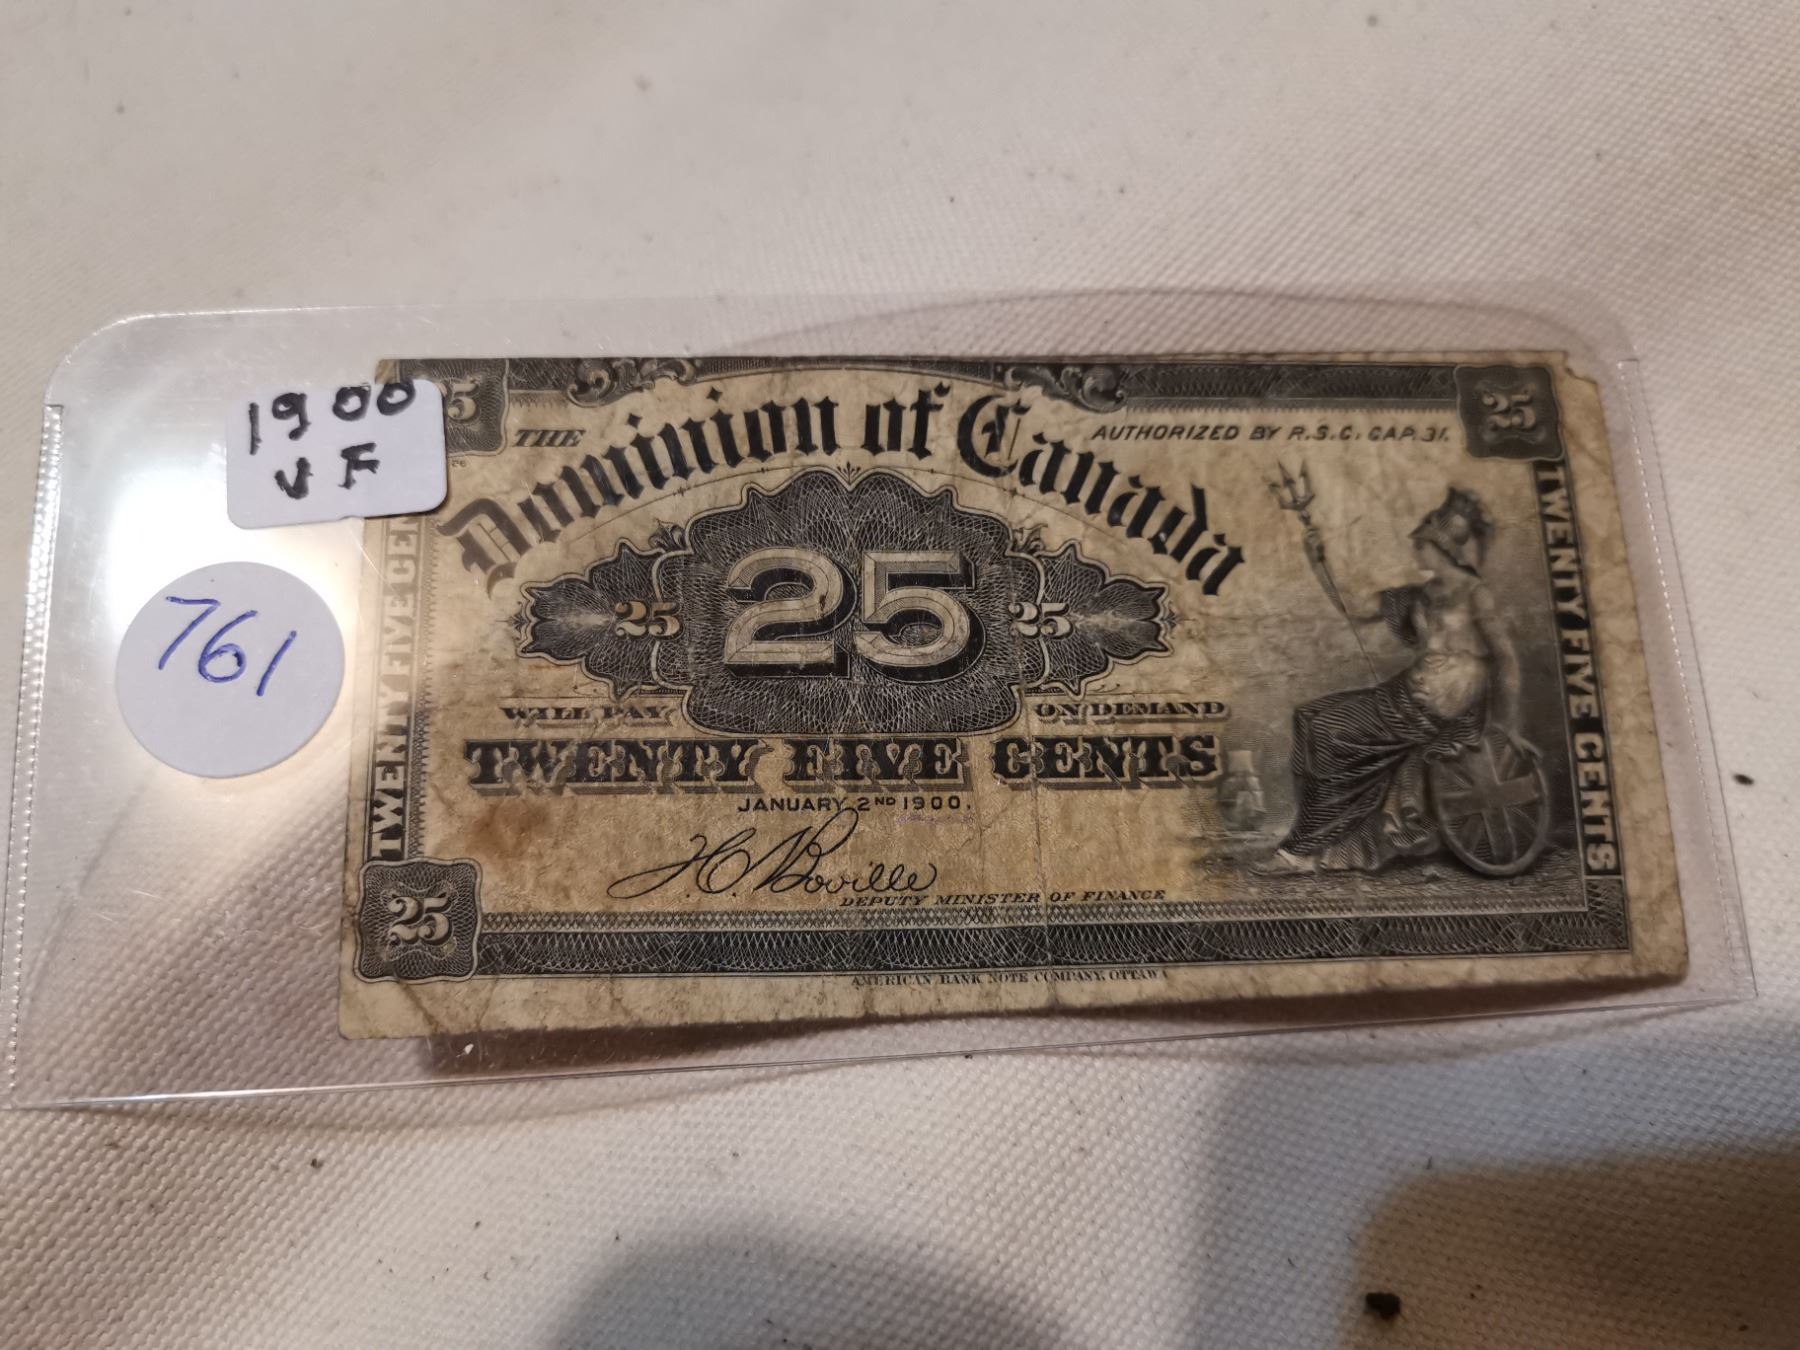 1900
VF
761
25
THE
Dominion of Canada
AUTHORIZED BY R.S.C. CAP. 31.
25
25 25 25
WILL PAY ON DEMAND
TWENTY FIVE CENTS
JANUARY 2ND 1900.
H.C. Boville
DEPUTY MINISTER OF FINANCE
25
AMERICAN BANK NOTE COMPANY, OTTAWA
TWENTY FIVE CEN
TWENTY FIVE CENTS